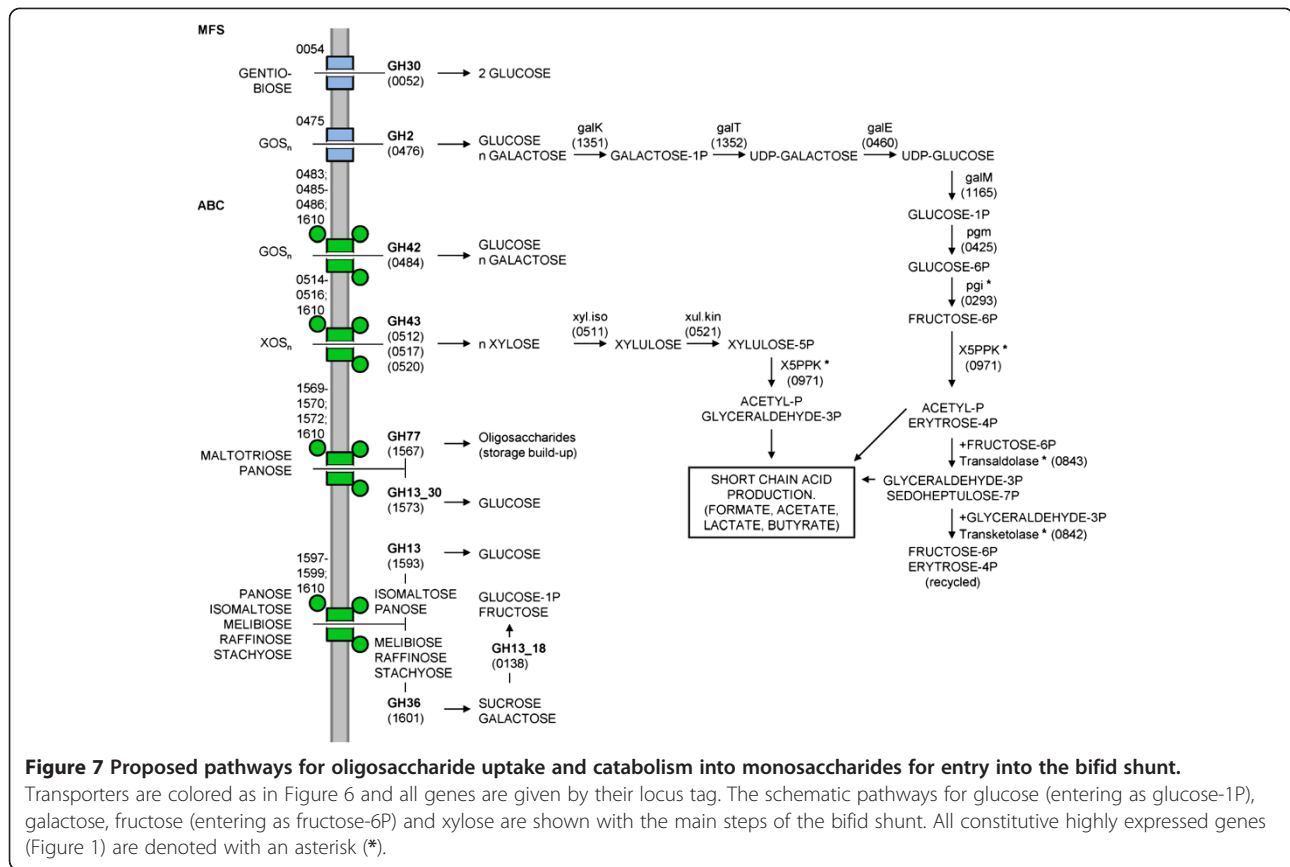 MFS
0054
GENTIO-
BIOSE
GH30
(0052)
2 GLUCOSE
0475
GOSn
GH2
(0476)
GLUCOSE
n GALACTOSE
galK
(1351)
GALACTOSE-1P
galT
(1352)
UDP-GALACTOSE
galE
(0460)
UDP-GLUCOSE
galM
(1165)
GLUCOSE-1P
pgm
(0425)
GLUCOSE-6P
pgi *
(0293)
FRUCTOSE-6P
X5PPK *
(0971)
ACETYL-P
ERYTROSE-4P
+FRUCTOSE-6P
Transaldolase * (0843)
GLYCERALDEHYDE-3P
SEDOHEPTULOSE-7P
+GLYCERALDEHYDE-3P
Transketolase * (0842)
FRUCTOSE-6P
ERYTROSE-4P
(recycled)
ABC
0483;
0485-
0486;
1610
GOSn
GH42
(0484)
GLUCOSE
n GALACTOSE
0514-
0516;
1610
XOSn
GH43
(0512)
(0517)
(0520)
n XYLOSE
xyl.iso
(0511)
XYLULOSE
xul.kin
(0521)
XYLULOSE-5P
X5PPK *
(0971)
ACETYL-P
GLYCERALDEHYDE-3P
SHORT CHAIN ACID
PRODUCTION.
(FORMATE, ACETATE,
LACTATE, BUTYRATE)
1569-
1570;
1572;
1610
MALTOTRIOSE
PANOSE
GH77
(1567)
Oligosaccharides
(storage build-up)
GH13_30
(1573)
GLUCOSE
1597-
1599;
1610
PANOSE
ISOMALTOSE
MELIBIOSE
RAFFINOSE
STACHYOSE
GH13
(1593)
GLUCOSE
ISOMALTOSE
PANOSE
MELIBIOSE
RAFFINOSE
STACHYOSE
GH36
(1601)
SUCROSE
GALACTOSE
GH13_18
(0138)
GLUCOSE-1P
FRUCTOSE
Figure 7 Proposed pathways for oligosaccharide uptake and catabolism into monosaccharides for entry into the bifid shunt.
Transporters are colored as in Figure 6 and all genes are given by their locus tag. The schematic pathways for glucose (entering as glucose-1P),
galactose, fructose (entering as fructose-6P) and xylose are shown with the main steps of the bifid shunt. All constitutive highly expressed genes
(Figure 1) are denoted with an asterisk (*).